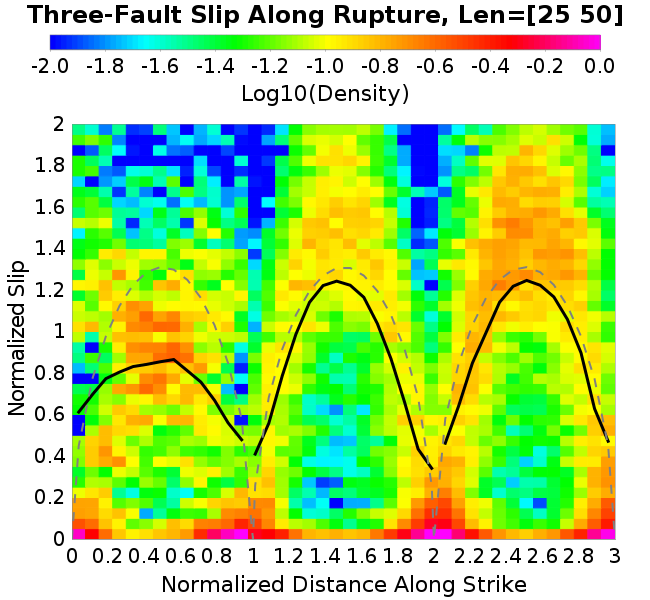 Three-Fault Slip Along Rupture, Len=[25 50]
-2.0 -1.8 -1.6 -1.4 -1.2 -1.0 -0.8 -0.6 -0.4 -0.2 0.0
Log10(Density)
2
1.8
1.6
1.4
1.2
1
0.8
0.6
0.4
0.2
0
Normalized Slip
0 0.2 0.4 0.6 0.8 1 1.2 1.4 1.6 1.8 2 2.2 2.4 2.6 2.8 3
Normalized Distance Along Strike